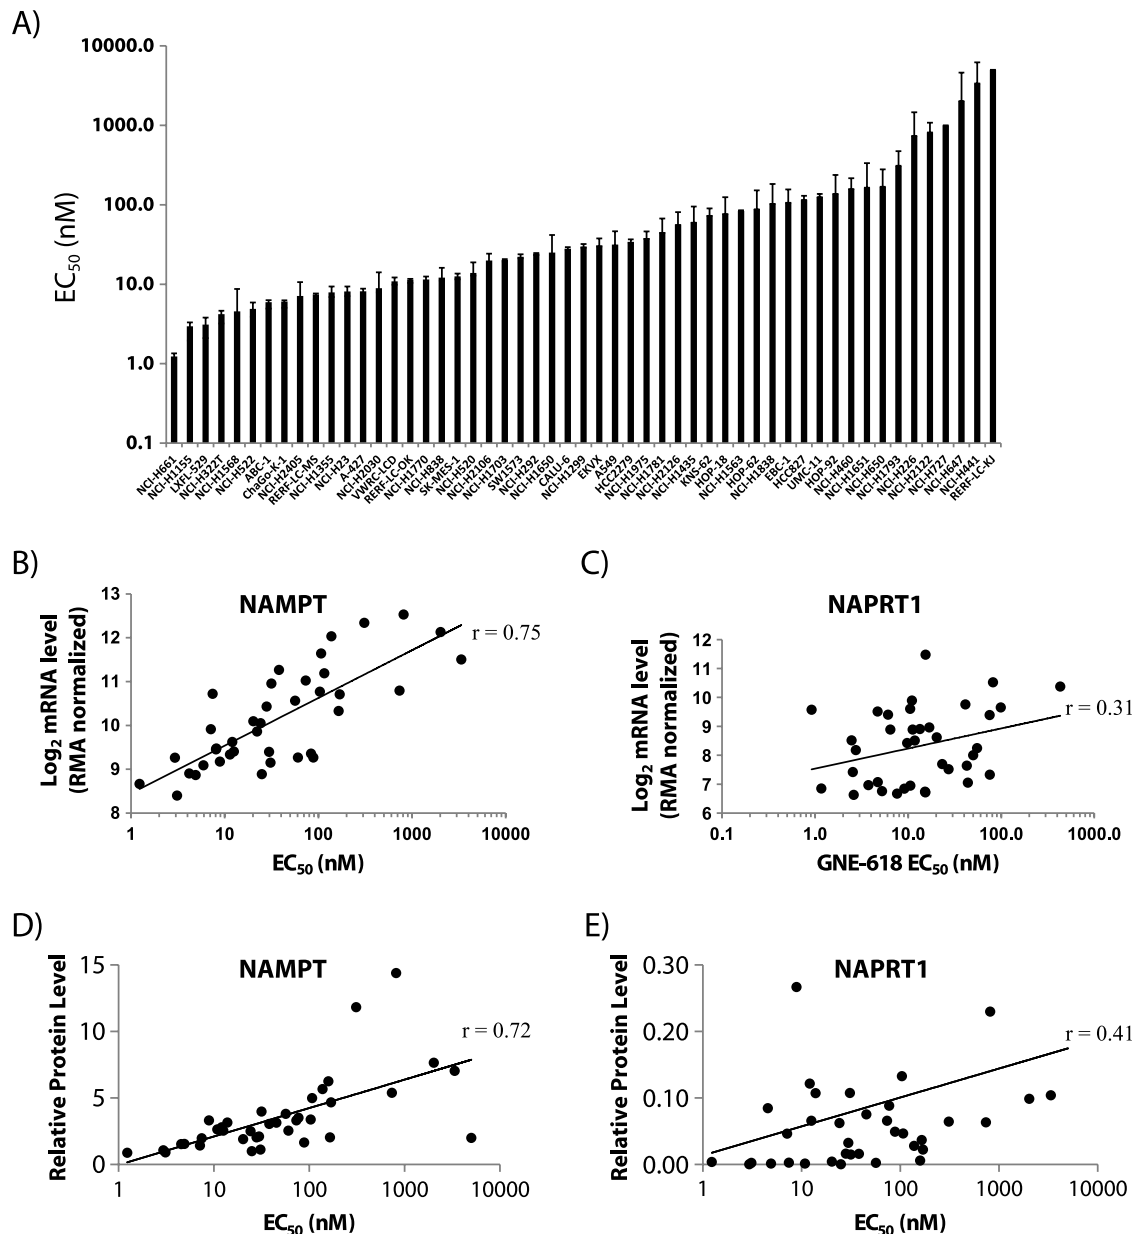 A)
10000.0
1000.0
100.0
10.0
1.0
0.1
EC50 (nM)
NCI-H661
NCI-H1155
LXFL-529
NCI-H322T
NCI-H1568
NCI-H522
ABC-1
ChaGo-K-1
NCI-H2405
RERF-LC-MS
NCI-H1355
NCI-H23
A-427
NCI-H2030
VWRC-LCD
RERF-LC-OK
NCI-H1770
NCI-H838
SK-MES-1
NCI-H520
NCI-H2106
NCI-H1703
SW1573
NCI-H292
NCI-H1650
CALU-6
NCI-H1299
EKVX
A549
HCC2279
NCI-H1975
NCI-H1781
NCI-H2126
NCI-H1435
KNS-62
HOP-18
NCI-H1563
HOP-62
NCI-H1838
EBC-1
HCC827
UMC-11
HOP-92
NCI-H460
NCI-H1651
NCI-H650
NCI-H1793
NCI-H226
NCI-H2122
NCI-H727
NCI-H647
NCI-H441
RERF-LC-KJ
B)
NAMPT
Log2 mRNA level
(RMA normalized)
13
12
11
10
9
8
r = 0.75
1
10
100
1000
10000
EC50 (nM)
C)
NAPRT1
Log2 mRNA level
(RMA normalized)
12
11
10
9
8
7
6
r = 0.31
0.1
1.0
10.0
100.0
1000.0
GNE-618 EC50 (nM)
D)
NAMPT
Relative Protein Level
15
10
5
0
r = 0.72
1
10
100
1000
10000
EC50 (nM)
E)
NAPRT1
Relative Protein Level
0.30
0.20
0.10
0.00
r = 0.41
1
10
100
1000
10000
EC50 (nM)